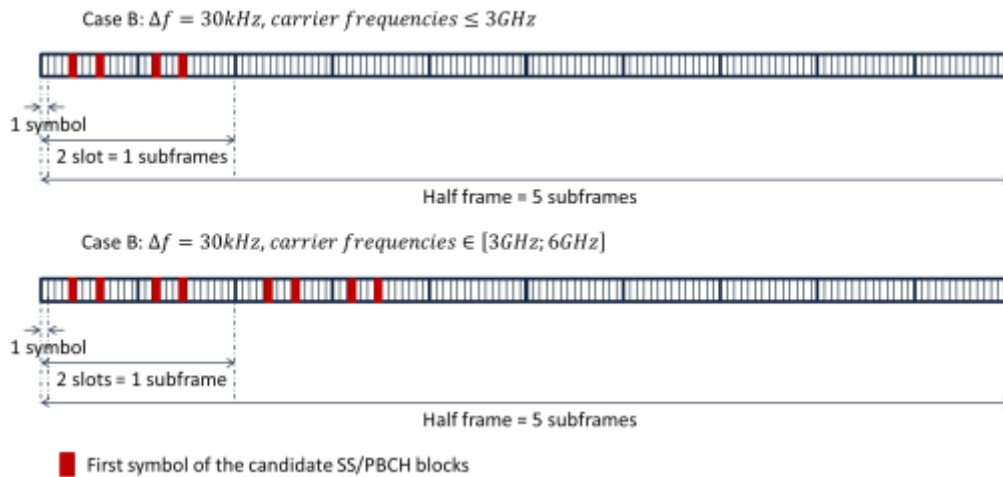 Case B: Δf = 30kHz, carrier frequencies ≤ 3GHz
1 symbol
2 slot = 1 subframes
Half frame = 5 subframes
Case B: Δf = 30kHz, carrier frequencies ∈ [3GHz; 6GHz]
1 symbol
2 slots = 1 subframe
Half frame = 5 subframes
First symbol of the candidate SS/PBCH blocks